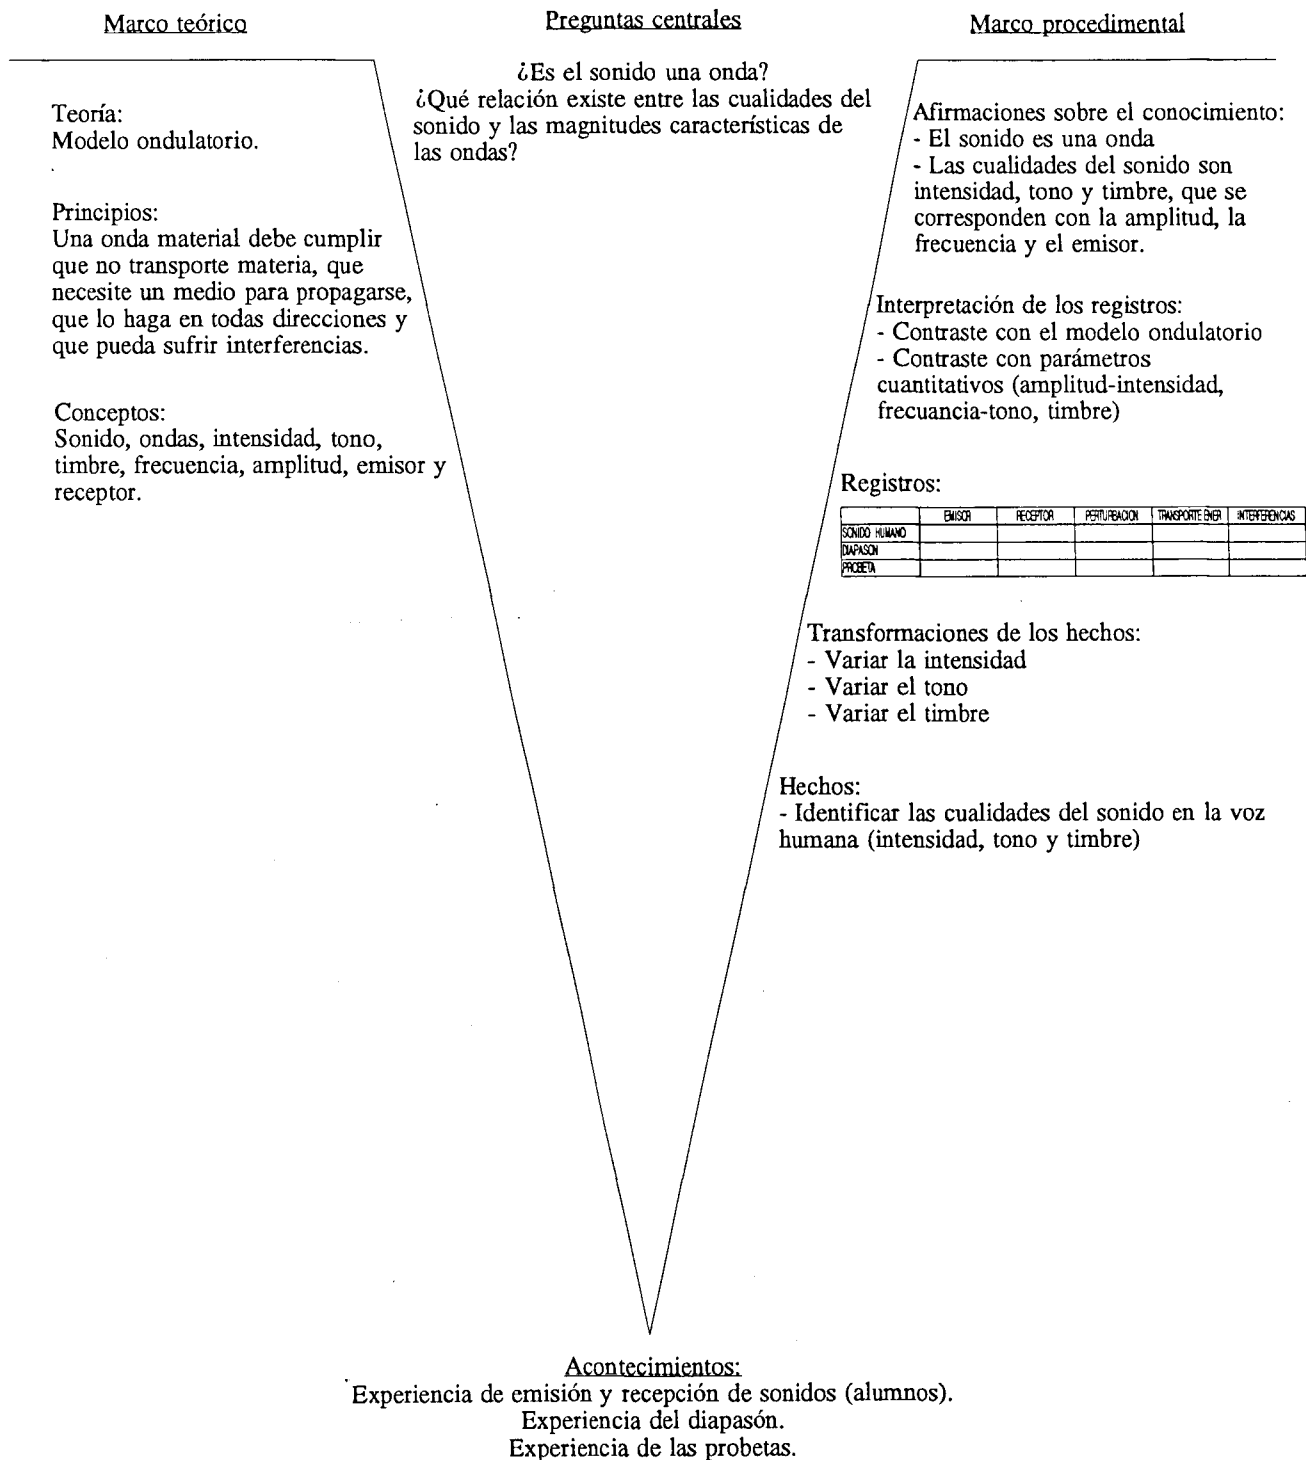 Marco teórico
Preguntas centrales
Marco procedimental
¿Es el sonido una onda?
¿Qué relación existe entre las cualidades del
sonido y las magnitudes características de
las ondas?
Teoría:
Modelo ondulatorio.
Principios:
Una onda material debe cumplir
que no transporte materia, que
necesite un medio para propagarse,
que lo haga en todas direcciones y
que pueda sufrir interferencias.
Conceptos:
Sonido, ondas, intensidad, tono,
timbre, frecuencia, amplitud, emisor y
receptor.
Afirmaciones sobre el conocimiento:
- El sonido es una onda
- Las cualidades del sonido son
intensidad, tono y timbre, que se
corresponden con la amplitud, la
frecuencia y el emisor.
Interpretación de los registros:
- Contraste con el modelo ondulatorio
- Contraste con parámetros
cuantitativos (amplitud-intensidad,
frecuancia-tono, timbre)
Registros:
EMISOR RECEPTOR PERTURBACION TRANSPORTE ENER INTERFERENCIAS
SONIDO HUMANO
DIAPASON
PROBETA
Transformaciones de los hechos:
- Variar la intensidad
- Variar el tono
- Variar el timbre
Hechos:
- Identificar las cualidades del sonido en la voz
humana (intensidad, tono y timbre)
Acontecimientos:
Experiencia de emisión y recepción de sonidos (alumnos).
Experiencia del diapasón.
Experiencia de las probetas.